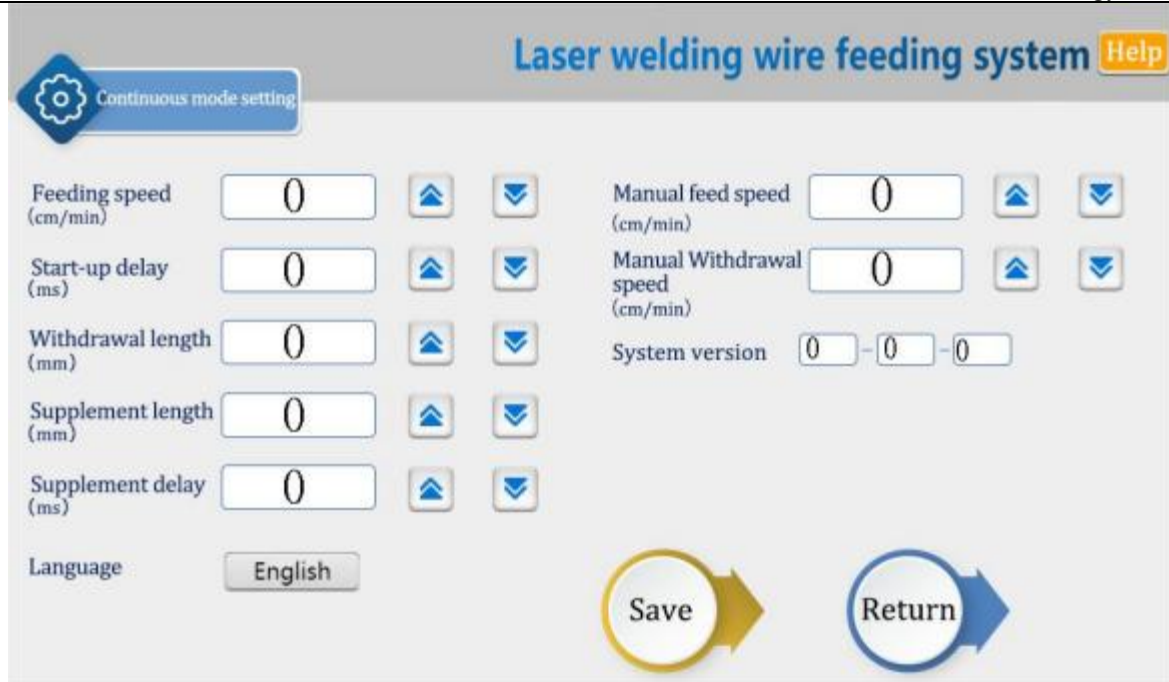 Laser welding wire feeding system Help
Continuous mode setting
Feeding speed 0
(cm/min)
Manual feed speed 0
(cm/min)
Start-up delay 0
(ms)
Manual Withdrawal 0
speed
(cm/min)
Withdrawal length 0
(mm)
System version 0 - 0 - 0
Supplement length 0
(mm)
Supplement delay 0
(ms)
Language English
Save Return